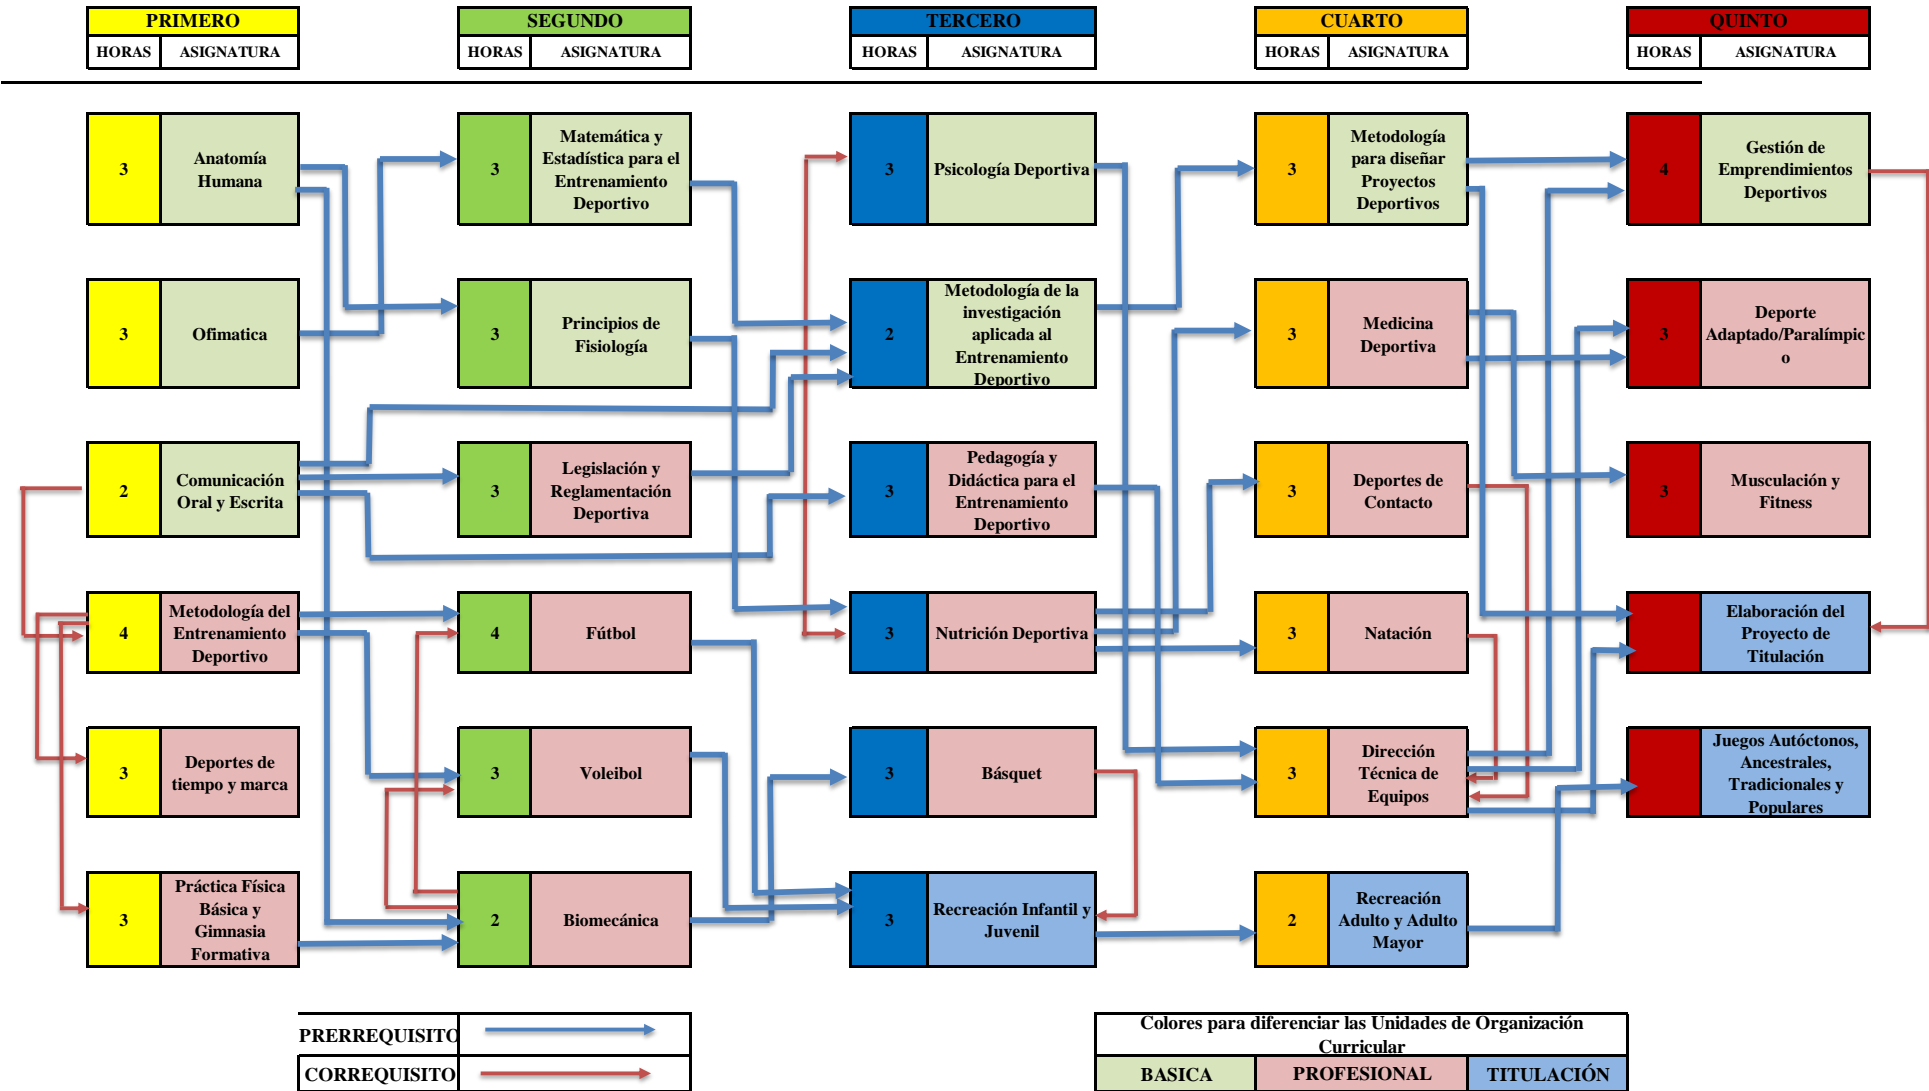 PRIMERO
HORAS ASIGNATURA
SEGUNDO
HORAS ASIGNATURA
TERCERO
HORAS ASIGNATURA
CUARTO
HORAS ASIGNATURA
QUINTO
HORAS ASIGNATURA
3
Anatomía
Humana
3
Matemática y
Estadística para el
Entrenamiento
Deportivo
3
Psicología Deportiva
3
Metodología
para diseñar
Proyectos
Deportivos
4
Gestión de
Emprendimientos
Deportivos
3
Ofimatica
3
Principios de
Fisiología
2
Metodología de la
investigación
aplicada al
Entrenamiento
Deportivo
3
Medicina
Deportiva
3
Deporte
Adaptado/Paralímpic
o
2
Comunicación
Oral y Escrita
3
Legislación y
Reglamentación
Deportiva
3
Pedagogía y
Didáctica para el
Entrenamiento
Deportivo
3
Deportes de
Contacto
3
Musculación y
Fitness
4
Metodología del
Entrenamiento
Deportivo
4
Fútbol
3
Nutrición Deportiva
3
Natación
Elaboración del
Proyecto de
Titulación
3
Deportes de
tiempo y marca
3
Voleibol
3
Básquet
3
Dirección
Técnica de
Equipos
Juegos Autóctonos,
Ancestrales,
Tradicionales y
Populares
3
Práctica Física
Básica y
Gimnasia
Formativa
2
Biomecánica
3
Recreación Infantil y
Juvenil
2
Recreación
Adulto y Adulto
Mayor
PRERREQUISITO
CORREQUISITO
Colores para diferenciar las Unidades de Organización
Curricular
BASICA PROFESIONAL TITULACIÓN